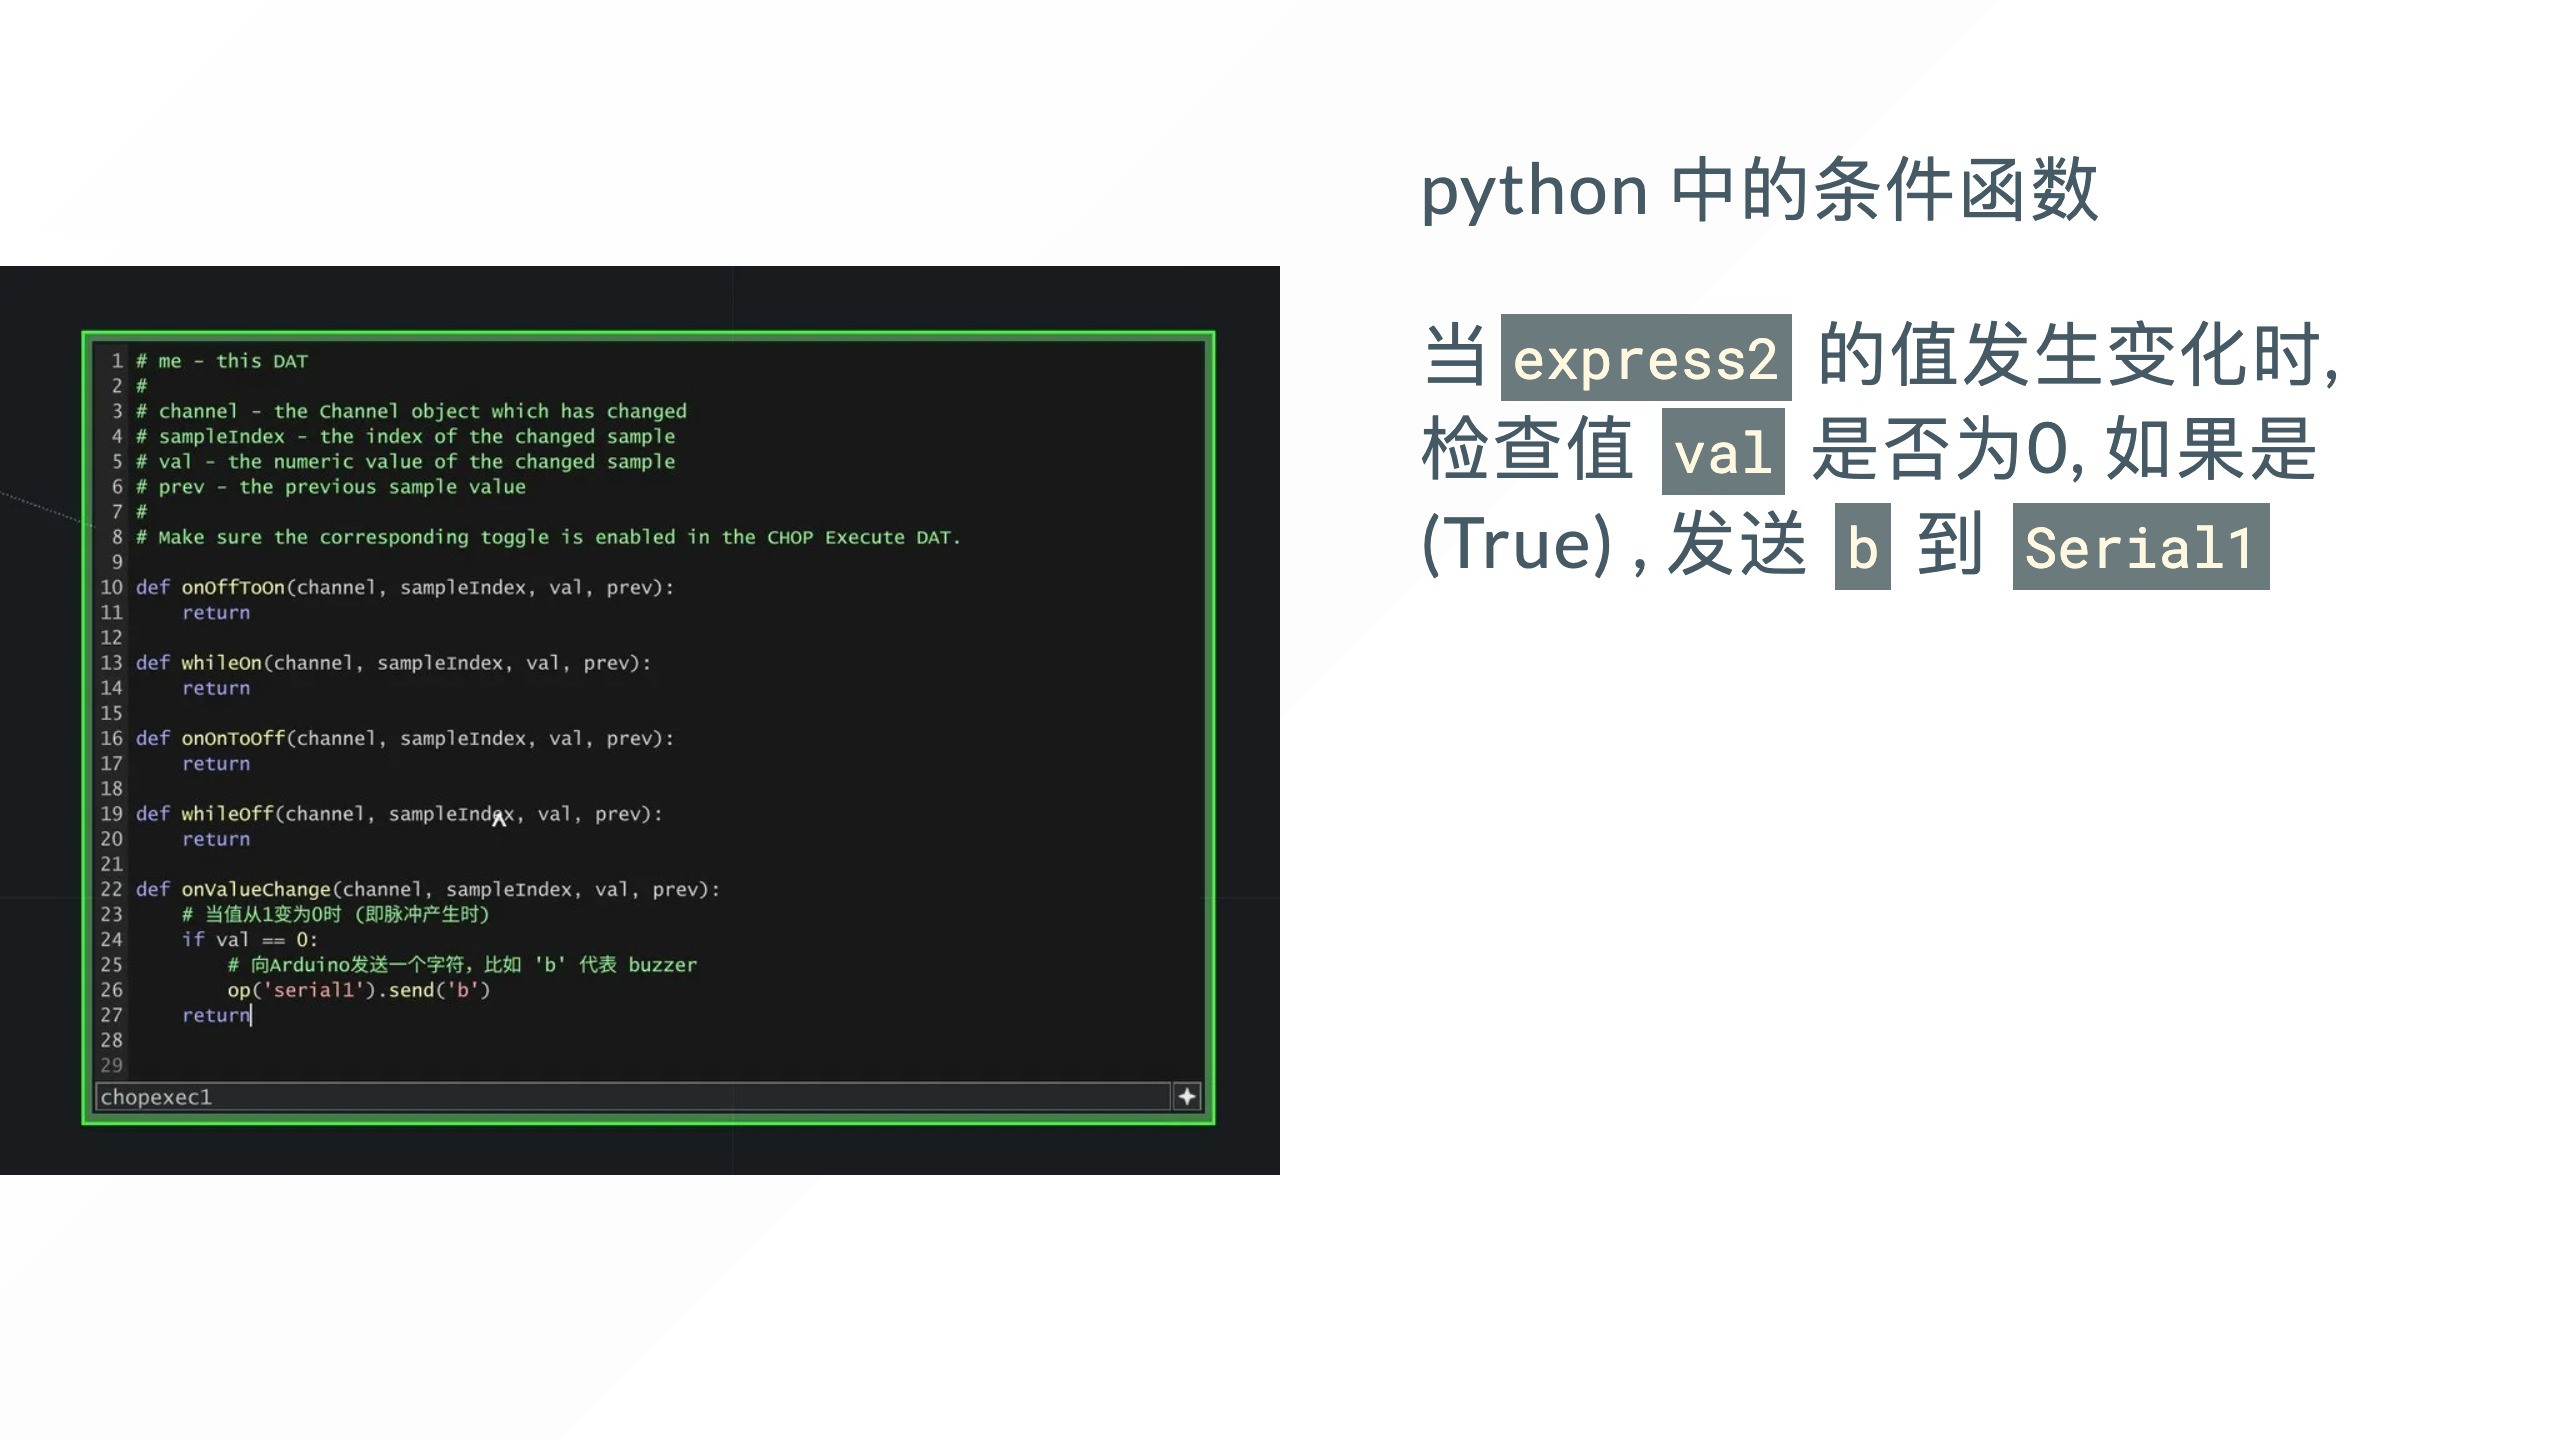 1 # me - this DAT
2 #
3 # channel - the Channel object which has changed
4 # sampleIndex - the index of the changed sample
5 # val - the numeric value of the changed sample
6 # prev - the previous sample value
7 #
8 # Make sure the corresponding toggle is enabled in the CHOP Execute DAT.
9
10 def onOffToOn(channel, sampleIndex, val, prev):
11     return
12
13 def whileOn(channel, sampleIndex, val, prev):
14     return
15
16 def onOnToOff(channel, sampleIndex, val, prev):
17     return
18
19 def whileOff(channel, sampleIndex, val, prev):
20     return
21
22 def onValueChange(channel, sampleIndex, val, prev):
23     # 当值从1变为0时 (即脉冲产生时)
24     if val == 0:
25         # 向Arduino发送一个字符，比如 'b' 代表 buzzer
26         op('serial1').send('b')
27     return
28
29
chopexec1
python 中的条件函数
当 express2 的值发生变化时,
检查值 val 是否为0, 如果是
(True) , 发送 b 到 Serial1